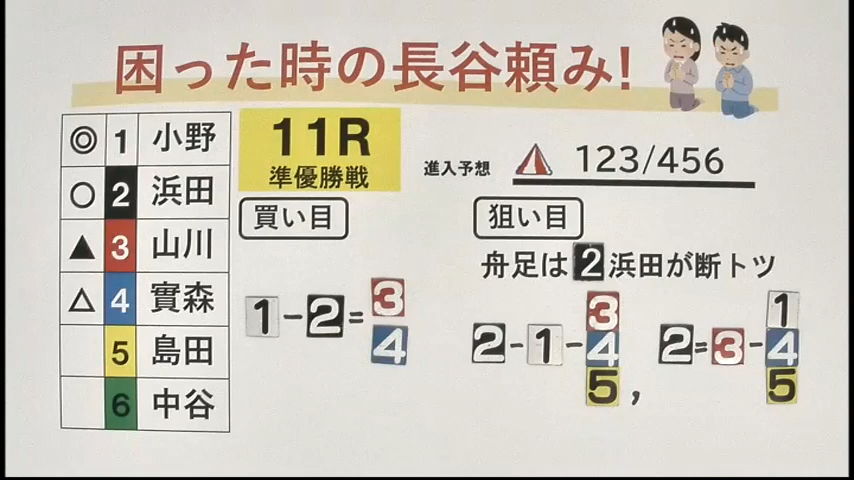 困った時の長谷頼み!
◎ 1 小野
○ 2 浜田
▲ 3 山川
△ 4 實森
5 島田
6 中谷
11R
準優勝戦
進入予想 123/456
買い目
1-2=3
4
狙い目
舟足は2浜田が断トツ
2-1-3
4
5,
2=3-1
4
5